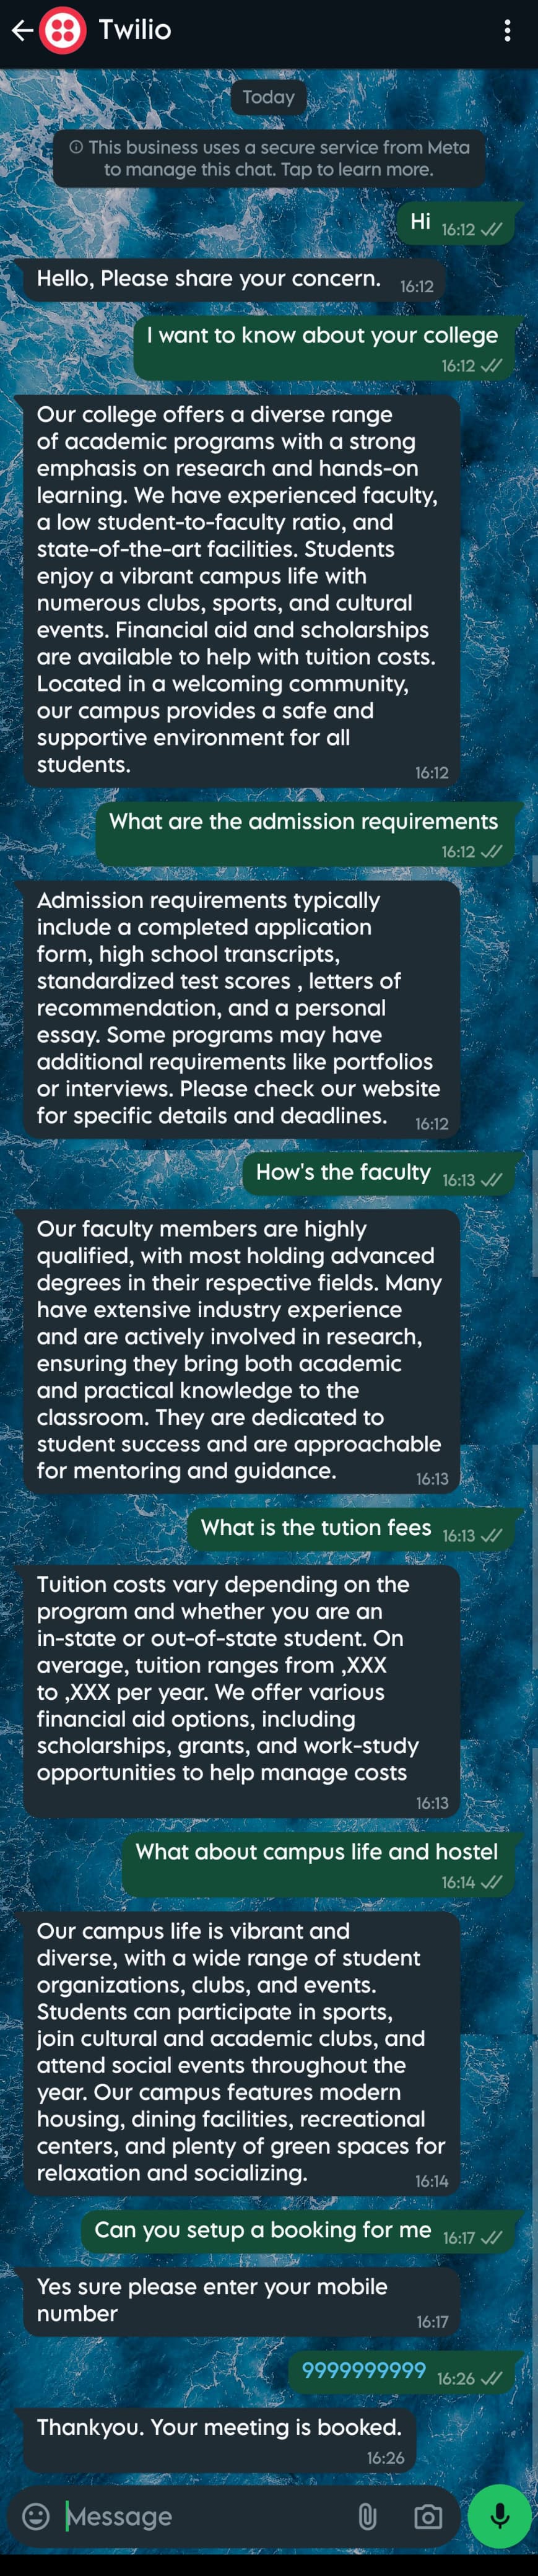 Twilio
Today
This business uses a secure service from Meta
to manage this chat. Tap to learn more.
Hi 16:12
Hello, Please share your concern. 16:12
I want to know about your college
16:12
Our college offers a diverse range
of academic programs with a strong
emphasis on research and hands-on
learning. We have experienced faculty,
a low student-to-faculty ratio, and
state-of-the-art facilities. Students
enjoy a vibrant campus life with
numerous clubs, sports, and cultural
events. Financial aid and scholarships
are available to help with tuition costs.
Located in a welcoming community,
our campus provides a safe and
supportive environment for all
students. 16:12
What are the admission requirements
16:12
Admission requirements typically
include a completed application
form, high school transcripts,
standardized test scores , letters of
recommendation, and a personal
essay. Some programs may have
additional requirements like portfolios
or interviews. Please check our website
for specific details and deadlines. 16:12
How's the faculty 16:13
Our faculty members are highly
qualified, with most holding advanced
degrees in their respective fields. Many
have extensive industry experience
and are actively involved in research,
ensuring they bring both academic
and practical knowledge to the
classroom. They are dedicated to
student success and are approachable
for mentoring and guidance. 16:13
What is the tution fees 16:13
Tuition costs vary depending on the
program and whether you are an
in-state or out-of-state student. On
average, tuition ranges from ,XXX
to ,XXX per year. We offer various
financial aid options, including
scholarships, grants, and work-study
opportunities to help manage costs
16:13
What about campus life and hostel
16:14
Our campus life is vibrant and
diverse, with a wide range of student
organizations, clubs, and events.
Students can participate in sports,
join cultural and academic clubs, and
attend social events throughout the
year. Our campus features modern
housing, dining facilities, recreational
centers, and plenty of green spaces for
relaxation and socializing. 16:14
Can you setup a booking for me 16:17
Yes sure please enter your mobile
number 16:17
9999999999 16:26
Thankyou. Your meeting is booked.
16:26
Message